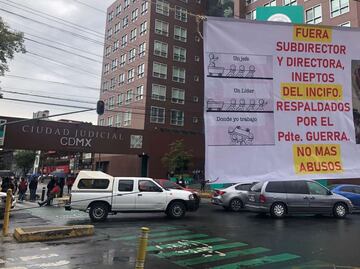 CIUDAD JUDICIAL
CDMX
Un jefe
Un Líder
Donde yo trabajo
FUERA
SUBDIRECTOR
Y DIRECTORA,
INEPTOS
DEL INCIFO.
RESPALDADOS
POR EL
Pdte. GUERRA.
NO MAS
ABUSOS